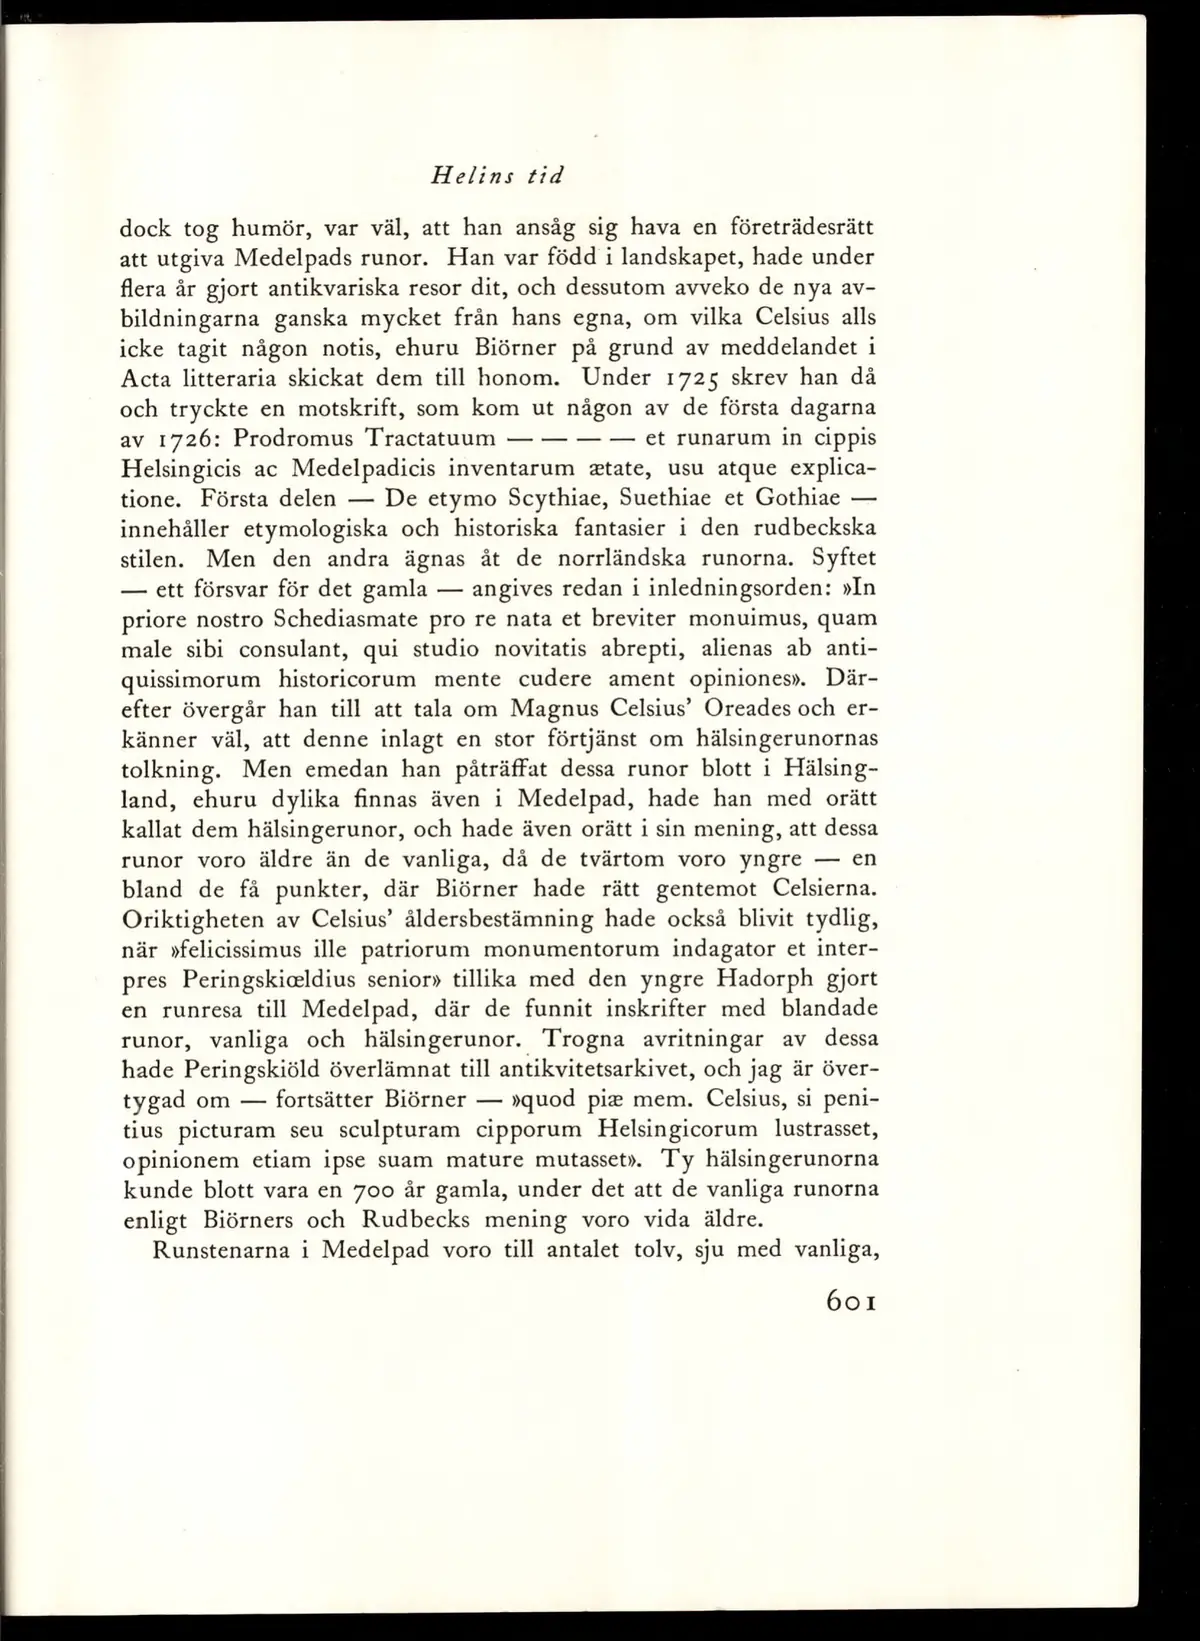 Helins tid
dock tog humör, var väl, att han ansåg sig hava en företrädesrätt
att utgiva Medelpads runor. Han var född i landskapet, hade under
flera år gjort antikvariska resor dit, och dessutom avveko de nya av-
bildningarna ganska mycket från hans egna, om vilka Celsius alls
icke tagit någon notis, ehuru Biörner på grund av meddelandet i
Acta litteraria skickat dem till honom. Under 1725 skrev han då
och tryckte en motskrift, som kom ut någon av de första dagarna
av 1726: Prodromus Tractatuum — — — — et runarum in cippis
Helsingicis ac Medelpadicis inventarum ætate, usu atque explica-
tione. Första delen — De etymo Scythiae, Suethiae et Gothiae —
innehåller etymologiska och historiska fantasier i den rudbeckska
stilen. Men den andra ägnas åt de norrländska runorna. Syftet
— ett försvar för det gamla — angives redan i inledningsorden: »In
priore nostro Schediasmate pro re nata et breviter monuimus, quam
male sibi consulant, qui studio novitatis abrepti, alienas ab anti-
quissimorum historicorum mente cudere ament opiniones». Där-
efter övergår han till att tala om Magnus Celsius' Oreades och er-
känner väl, att denne inlagt en stor förtjänst om hälsingerunornas
tolkning. Men emedan han påträffat dessa runor blott i Hälsing-
land, ehuru dylika finnas även i Medelpad, hade han med orätt
kallat dem hälsingerunor, och hade även orätt i sin mening, att dessa
runor voro äldre än de vanliga, då de tvärtom voro yngre — en
bland de få punkter, där Biörner hade rätt gentemot Celsierna.
Oriktigheten av Celsius' åldersbestämning hade också blivit tydlig,
när »felicissimus ille patriorum monumentorum indagator et inter-
pres Peringskiœldius senior» tillika med den yngre Hadorph gjort
en runresa till Medelpad, där de funnit inskrifter med blandade
runor, vanliga och hälsingerunor. Trogna avritningar av dessa
hade Peringskiöld överlämnat till antikvitetsarkivet, och jag är över-
tygad om — fortsätter Biörner — »quod piæ mem. Celsius, si peni-
tius picturam seu sculpturam cipporum Helsingicorum lustrasset,
opinionem etiam ipse suam mature mutasset». Ty hälsingerunorna
kunde blott vara en 700 år gamla, under det att de vanliga runorna
enligt Biörners och Rudbecks mening voro vida äldre.
Runstenarna i Medelpad voro till antalet tolv, sju med vanliga,
601